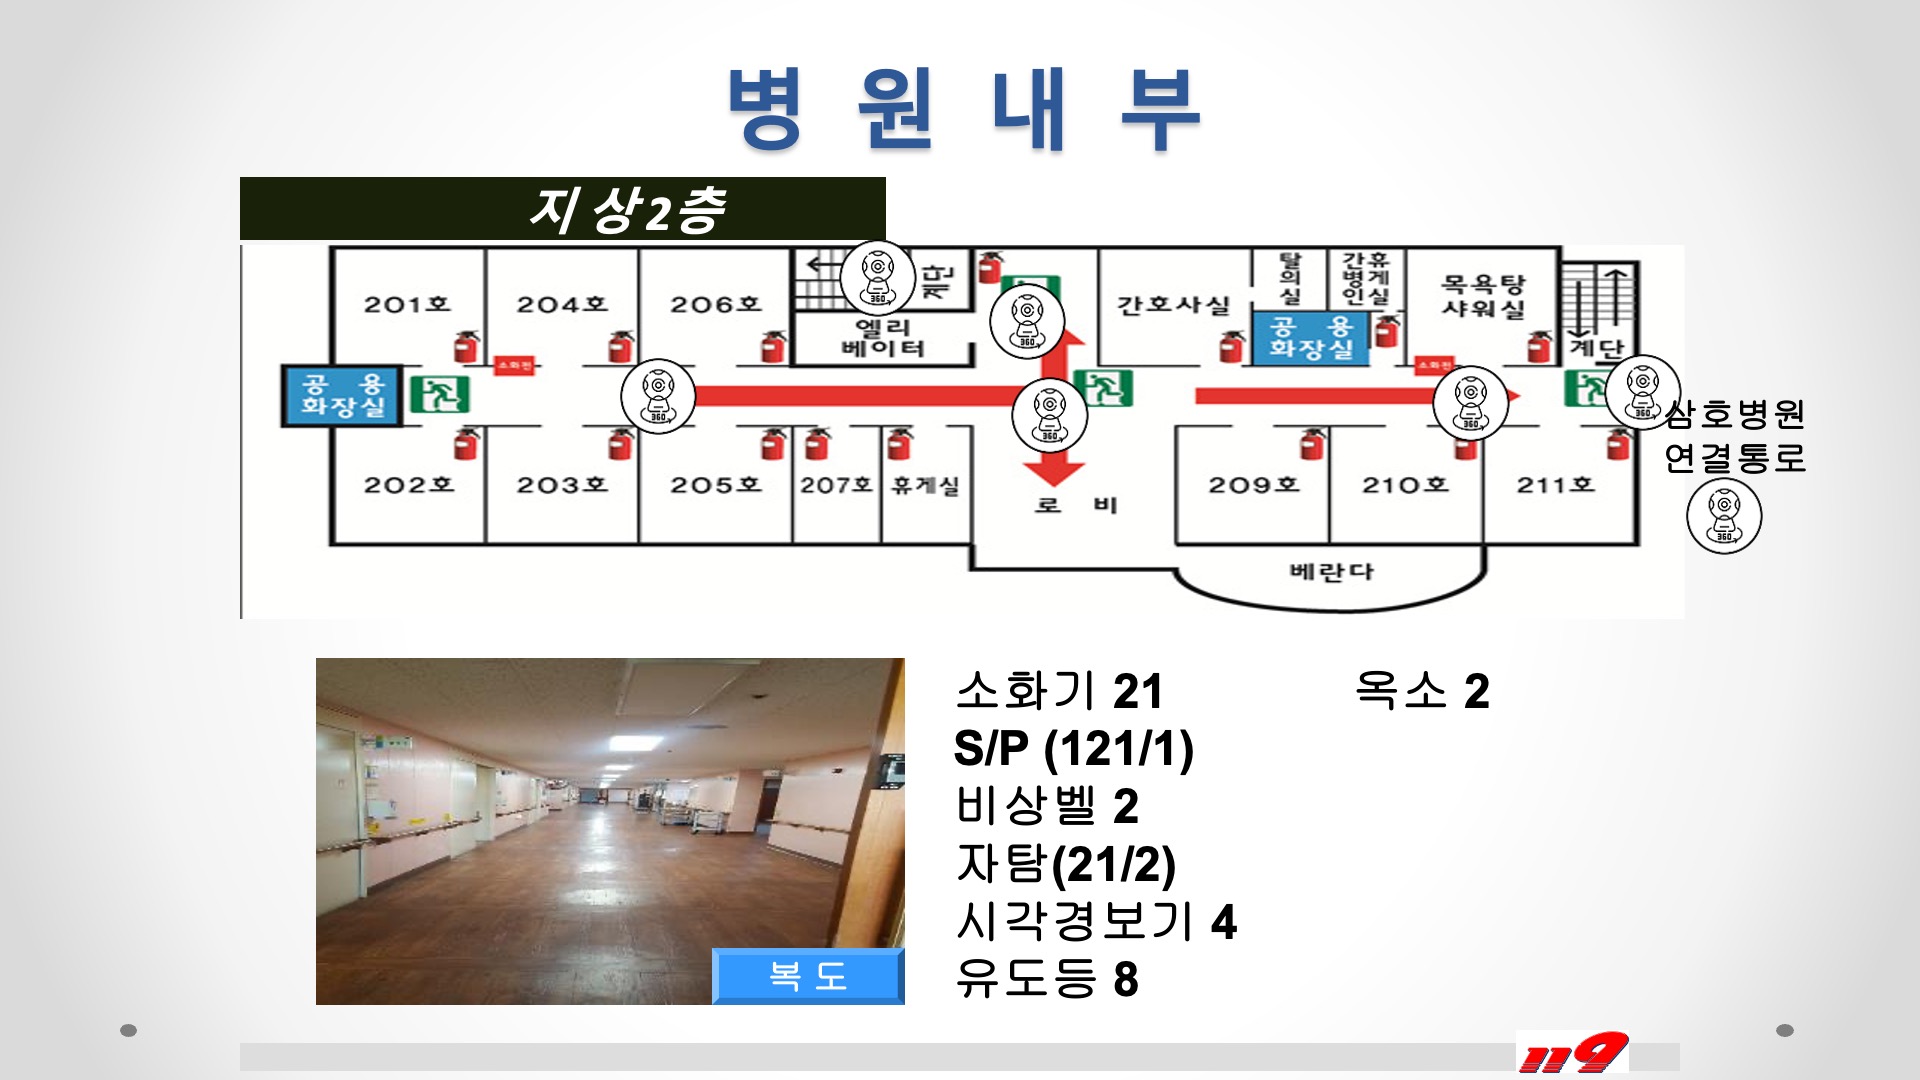 병 원 내 부
지 상2층
201호
204호
206호
계단
엘리
베이터
간호사실
탈의실
간병인
휴게실
목욕탕
샤워실
공 용
화장실
계단
소화전
소화전
공 용
화장실
360
360
360
360
360
360
360
삼호병원
연결통로
202호
203호
205호
207호
휴게실
로 비
209호
210호
211호
베란다
소화기 21
옥소 2
S/P (121/1)
비상벨 2
자탐(21/2)
시각경보기 4
유도등 8
복 도
119